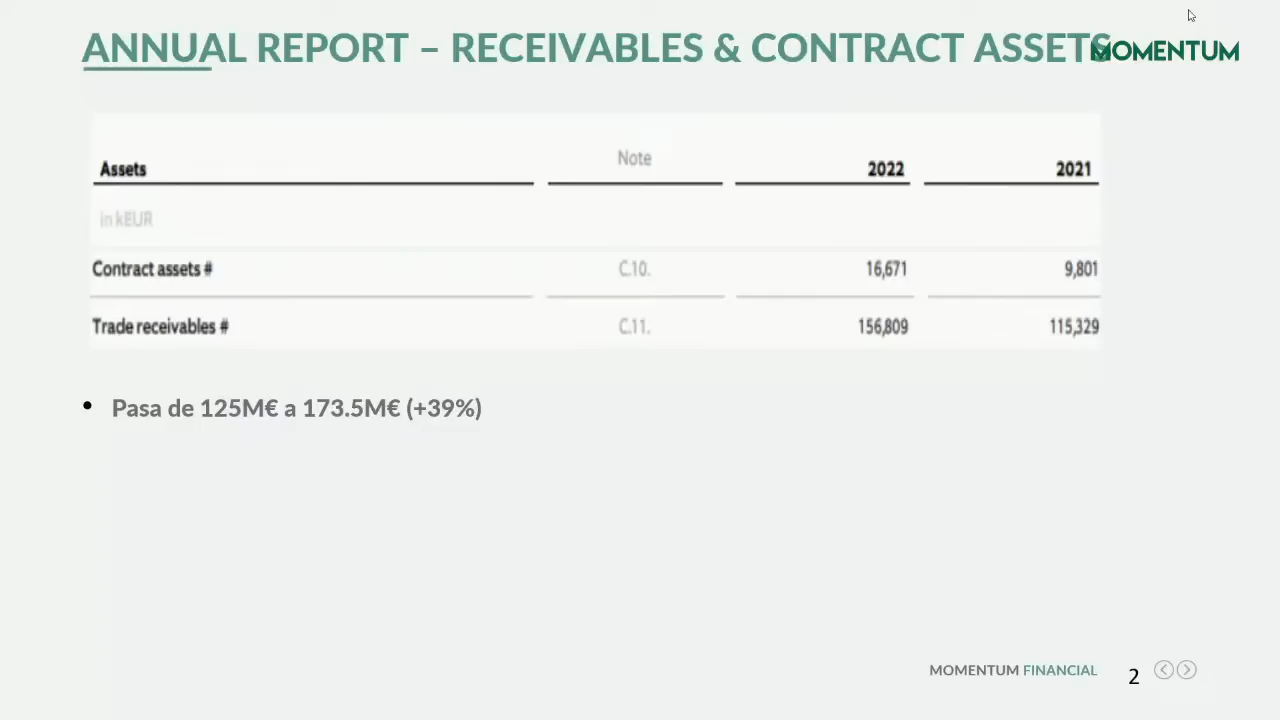 ANNUAL REPORT – RECEIVABLES & CONTRACT ASSETS
MOMENTUM
Assets Note 2022 2021
in kEUR
Contract assets # C.10. 16,671 9,801
Trade receivables # C.11. 156,809 115,329
• Pasa de 125M€ a 173.5M€ (+39%)
MOMENTUM FINANCIAL 2